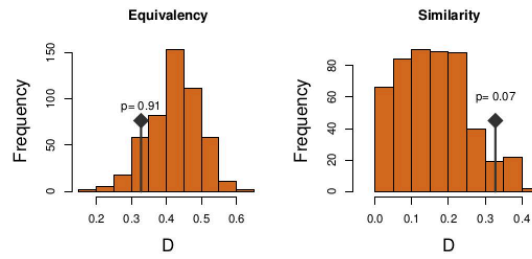 Equivalency
Frequency
0
50
100
150
p= 0.91
0.2 0.3 0.4 0.5 0.6
D
Similarity
Frequency
0
20
40
60
80
p= 0.07
0.0 0.1 0.2 0.3 0.4
D